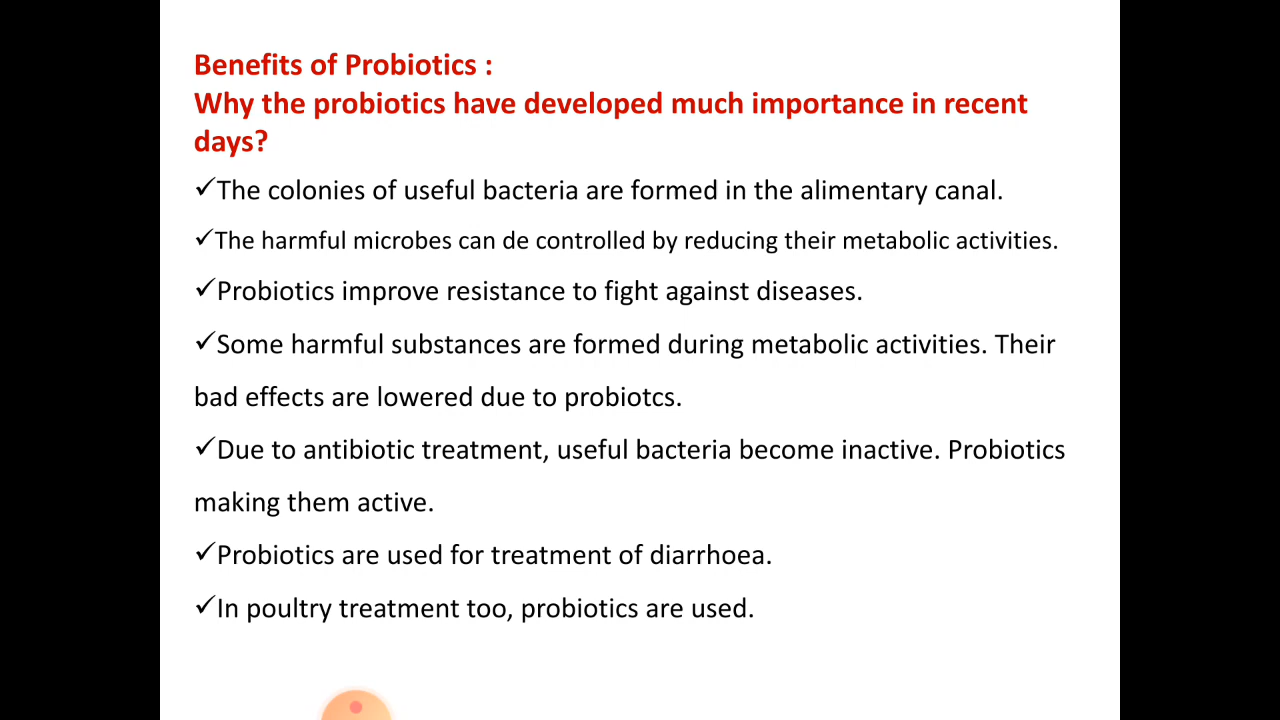 Benefits of Probiotics :
Why the probiotics have developed much importance in recent
days?
✓The colonies of useful bacteria are formed in the alimentary canal.
✓The harmful microbes can de controlled by reducing their metabolic activities.
✓Probiotics improve resistance to fight against diseases.
✓Some harmful substances are formed during metabolic activities. Their
bad effects are lowered due to probiotcs.
✓Due to antibiotic treatment, useful bacteria become inactive. Probiotics
making them active.
✓Probiotics are used for treatment of diarrhoea.
✓In poultry treatment too, probiotics are used.